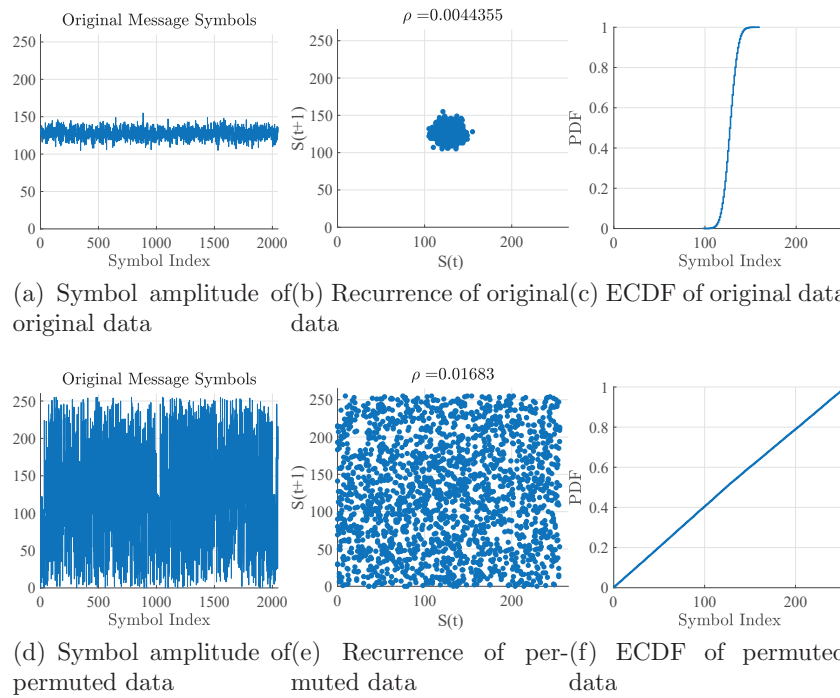 Original Message Symbols
250
200
150
100
50
0
0 500 1000 1500 2000
Symbol Index
ρ =0.0044355
S(t+1)
250
200
150
100
50
0
0 100 200
S(t)
PDF
1
0.8
0.6
0.4
0.2
0
0 100 200
Symbol Index
(a) Symbol amplitude of original data
(b) Recurrence of original data
(c) ECDF of original data
Original Message Symbols
250
200
150
100
50
0
0 500 1000 1500 2000
Symbol Index
ρ =0.01683
S(t+1)
250
200
150
100
50
0
0 100 200
S(t)
PDF
1
0.8
0.6
0.4
0.2
0
0 100 200
Symbol Index
(d) Symbol amplitude of permuted data
(e) Recurrence of per-
muted data
(f) ECDF of permuted data